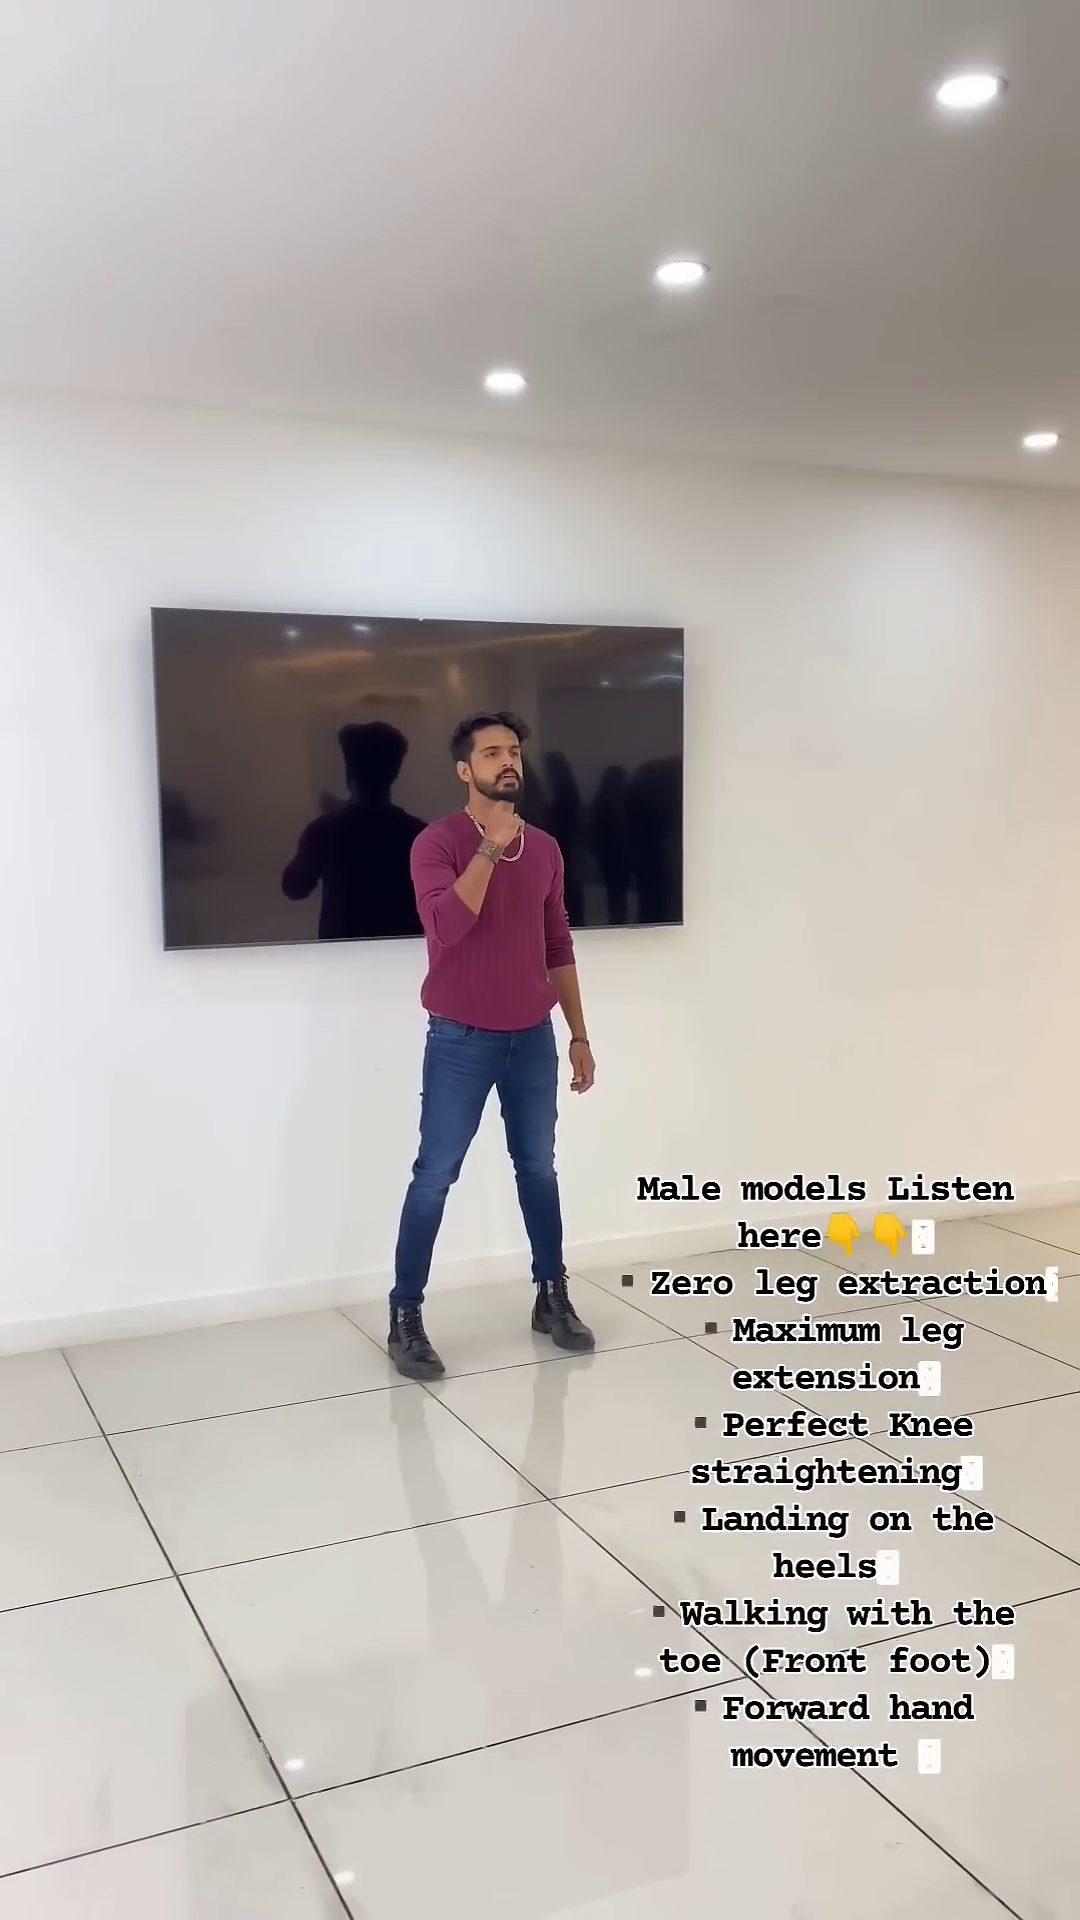 Male models Listen
here👇👇
▪ Zero leg extraction
▪ Maximum leg
extension
▪ Perfect Knee
straightening
▪ Landing on the
heels
▪ Walking with the
toe (Front foot)
▪ Forward hand
movement